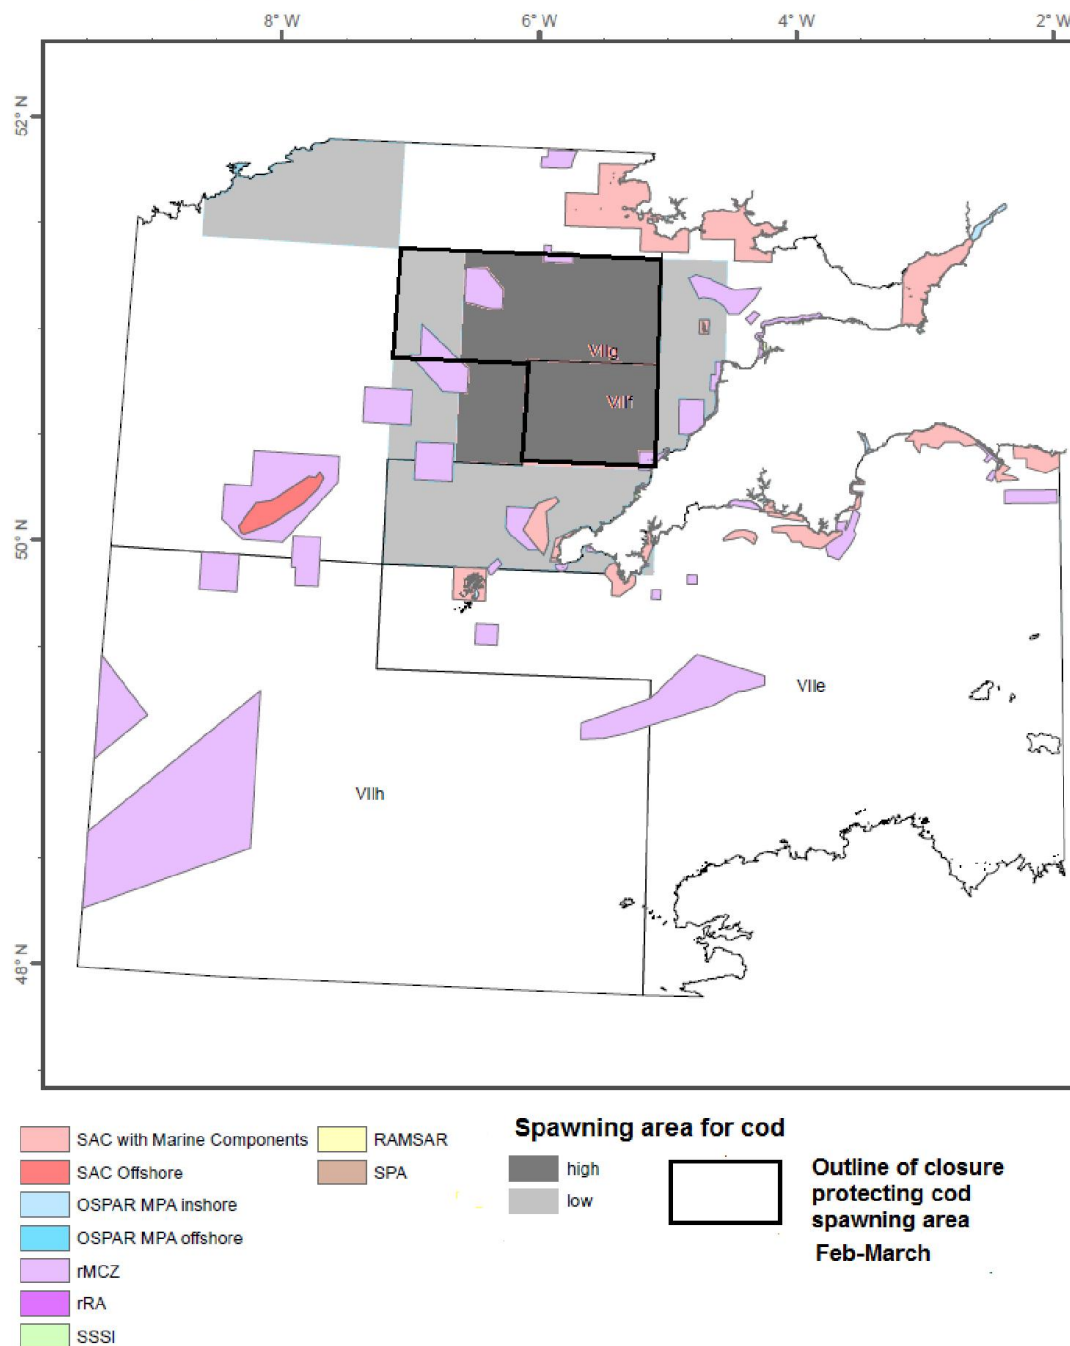 8° W 6° W 4° W 2° W
52° N
VIIg
VIIf
50° N
VIIe
VIIh
48° N
SAC with Marine Components
SAC Offshore
OSPAR MPA inshore
OSPAR MPA offshore
rMCZ
rRA
SSSI
RAMSAR
SPA
Spawning area for cod
high
low
Outline of closure
protecting cod
spawning area
Feb-March